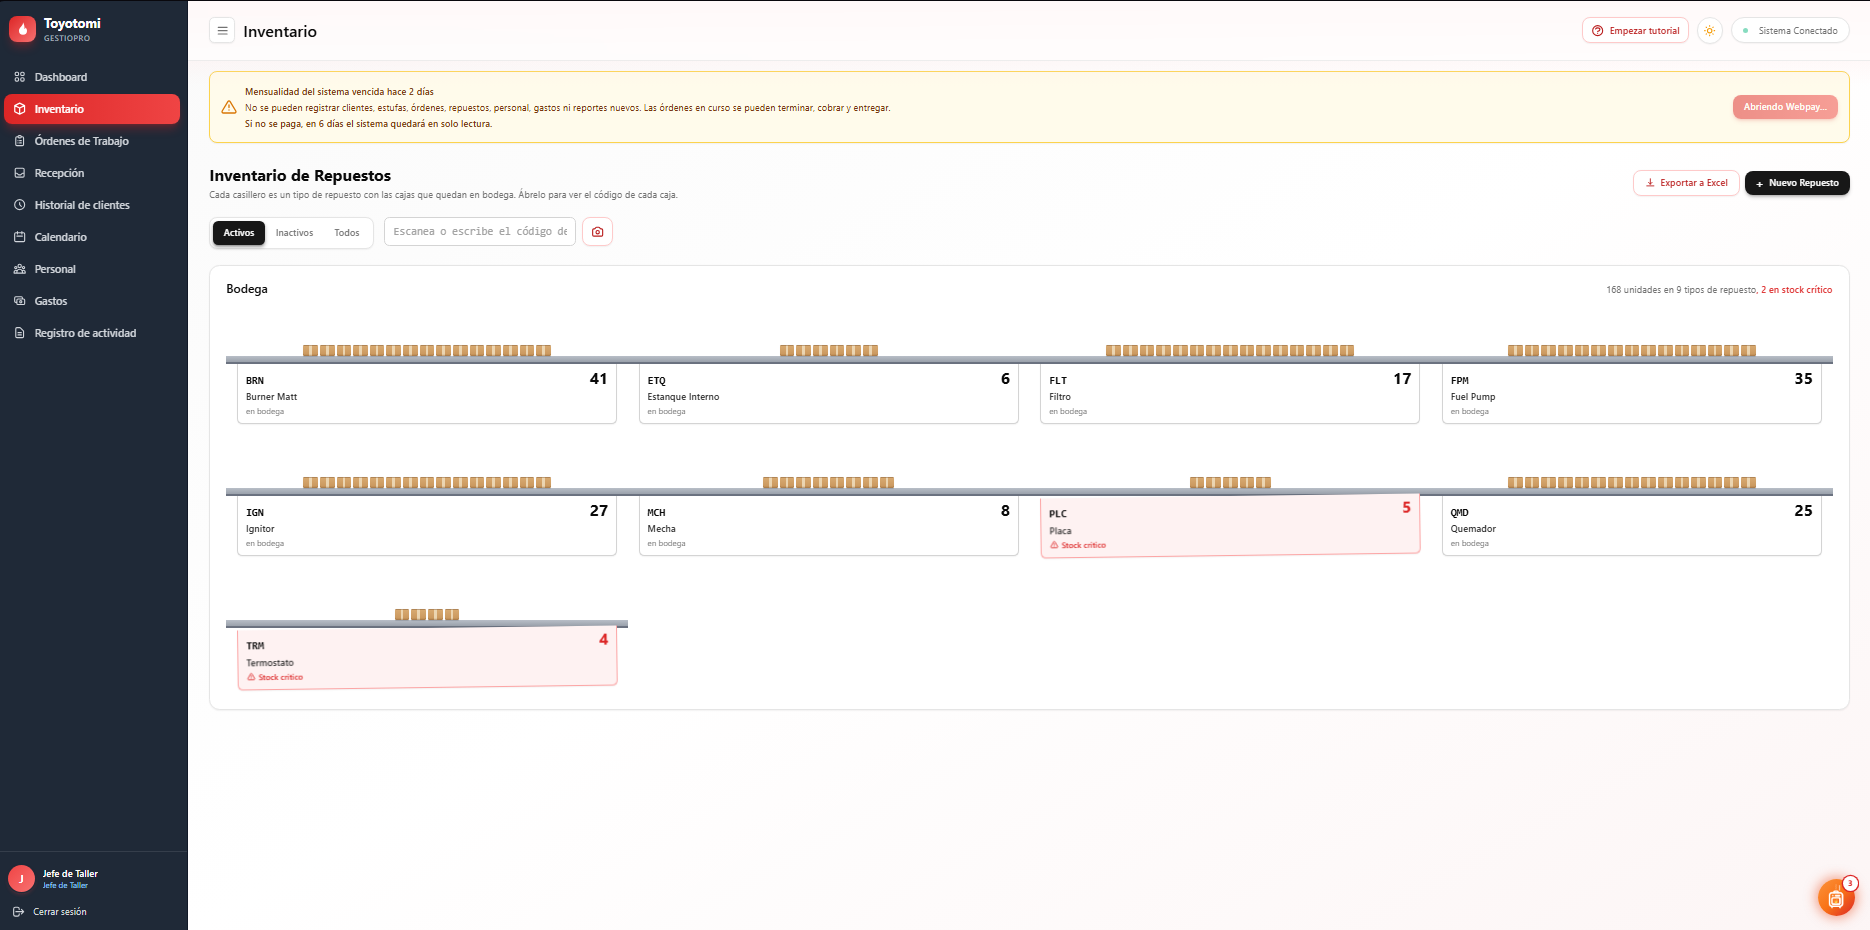 Toyotomi
GESTIOPRO
Dashboard
Inventario
Órdenes de Trabajo
Recepción
Historial de clientes
Calendario
Personal
Gastos
Registro de actividad
J
Jefe de Taller
Jefe de Taller
Cerrar sesión
Inventario
Empezar tutorial
Sistema Conectado
Mensualidad del sistema vencida hace 2 días
No se pueden registrar clientes, estufas, órdenes, repuestos, personal, gastos ni reportes nuevos. Las órdenes en curso se pueden terminar, cobrar y entregar.
Si no se paga, en 6 días el sistema quedará en solo lectura.
Abriendo Webpay...
Inventario de Repuestos
Cada casillero es un tipo de repuesto con las cajas que quedan en bodega. Ábrelo para ver el código de cada caja.
Exportar a Excel
+ Nuevo Repuesto
Activos
Inactivos
Todos
Escanea o escribe el código de
Bodega
168 unidades en 9 tipos de repuesto, 2 en stock crítico
BRN
41
Burner Matt
en bodega
ETQ
6
Estanque Interno
en bodega
FLT
17
Filtro
en bodega
FPM
35
Fuel Pump
en bodega
IGN
27
Ignitor
en bodega
MCH
8
Mecha
en bodega
PLC
5
Placa
Stock crítico
QMD
25
Quemador
en bodega
TRM
4
Termostato
Stock crítico
3